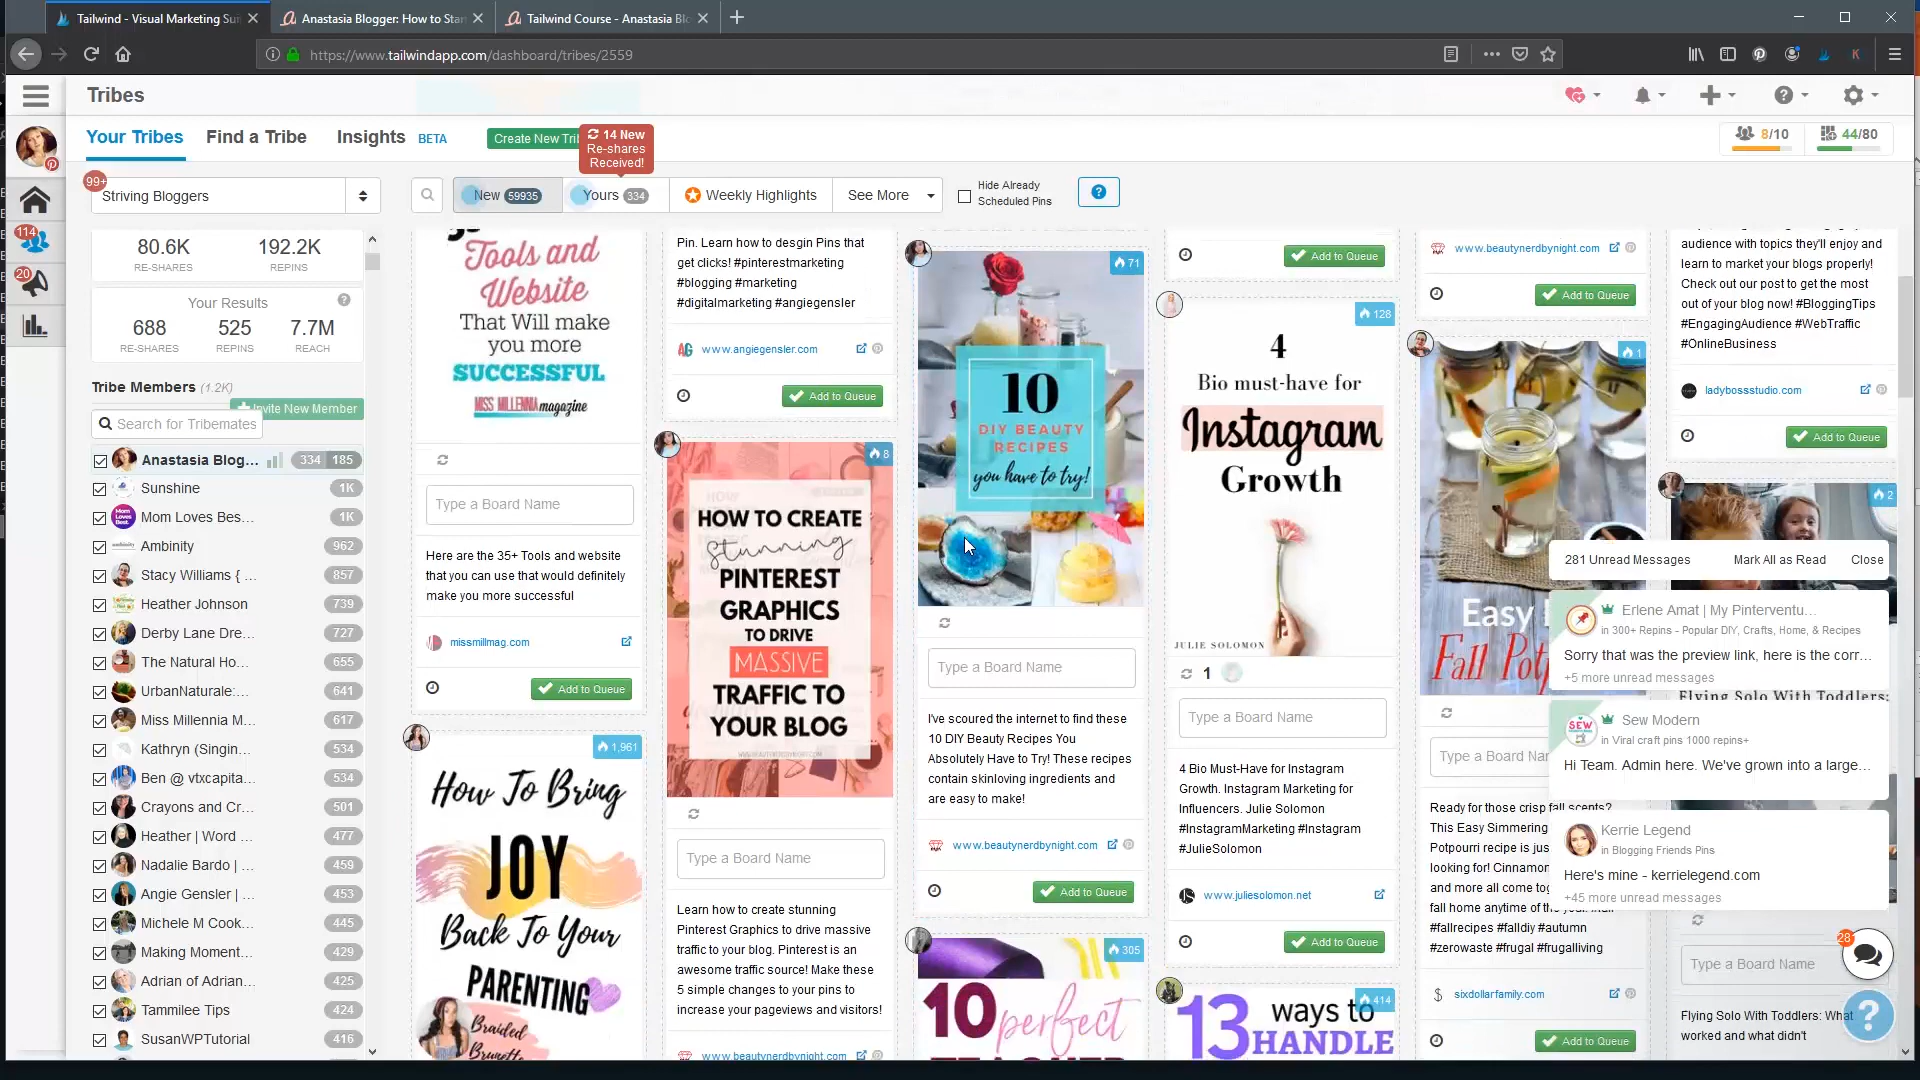 Tailwind - Visual Marketing Sui
Anastasia Blogger: How to Star
Tailwind Course - Anastasia Blo
https://www.tailwindapp.com/dashboard/tribes/2559
Tribes
Your Tribes
Find a Tribe
Insights BETA
Create New Tri
14 New
Re-shares
Received!
8/10
44/80
99+
Striving Bloggers
New 59935
Yours 334
Weekly Highlights
See More
Hide Already
Scheduled Pins
114
20
80.6K
RE-SHARES
192.2K
REPINS
Your Results
688
RE-SHARES
525
REPINS
7.7M
REACH
Tribe Members (1.2K)
Invite New Member
Search for Tribemates
Anastasia Blog... 334 185
Sunshine 1K
Mom Loves Bes... 1K
Ambinity 962
Stacy Williams { ... 857
Heather Johnson 739
Derby Lane Dre... 727
The Natural Ho... 655
UrbanNaturale:... 641
Miss Millennia M... 617
Kathryn (Singin... 534
Ben @ vtxcapita... 534
Crayons and Cr... 501
Heather | Word ... 477
Nadalie Bardo | ... 459
Angie Gensler | ... 453
Michele M Cook... 445
Making Moment... 429
Adrian of Adrian... 425
Tammilee Tips 424
SusanWPTutorial 416
Tools and
Website
That Will make
you more
SUCCESSFUL
MISS MILLENNIA magazine
Type a Board Name
Here are the 35+ Tools and website
that you can use that would definitely
make you more successful
missmillmag.com
Add to Queue
1,961
How To Bring
JOY
Back To Your
PARENTING
Braided
Brunette
Pin. Learn how to desgin Pins that
get clicks! #pinterestmarketing
#blogging #marketing
#digitalmarketing #angiegensler
www.angiegensler.com
Add to Queue
8
HOW TO CREATE
Stunning
PINTEREST
GRAPHICS
TO DRIVE
MASSIVE
TRAFFIC TO
YOUR BLOG
WWW.BEAUTYNERDBYNIGHT.COM
Type a Board Name
Learn how to create stunning
Pinterest Graphics to drive massive
traffic to your blog. Pinterest is an
awesome traffic source! Make these
5 simple changes to your pins to
increase your pageviews and visitors!
www.beautynerdbynight.com
71
10
DIY BEAUTY
RECIPES
you have to try!
Type a Board Name
I've scoured the internet to find these
10 DIY Beauty Recipes You
Absolutely Have to Try! These recipes
contain skinloving ingredients and
are easy to make!
www.beautynerdbynight.com
Add to Queue
305
10 perfect
Add to Queue
128
4
Bio must-have for
Instagram
Growth
JULIE SOLOMON
1
Type a Board Name
4 Bio Must-Have for Instagram
Growth. Instagram Marketing for
Influencers. Julie Solomon
#InstagramMarketing #Instagram
#JulieSolomon
www.juliesolomon.net
Add to Queue
414
13 ways to
HANDLE
www.beautynerdbynight.com
Add to Queue
1
Easy
Fall Potp
Type a Board Nam
Ready for those crisp fall scents?
This Easy Simmering
Potpourri recipe is jus
looking for! Cinnamon
and more all come tog
fall home anytime of the year. #fall
#fallrecipes #falldiy #autumn
#zerowaste #frugal #frugalliving
sixdollarfamily.com
Add to Queue
audience with topics they'll enjoy and
learn to market your blogs properly!
Check out our post to get the most
out of your blog now! #BloggingTips
#EngagingAudience #WebTraffic
#OnlineBusiness
ladybossstudio.com
Add to Queue
2
Flying Solo With Toddlers:
Type a Board Name
Flying Solo With Toddlers: What
worked and what didn't
281 Unread Messages
Mark All as Read
Close
Erlene Amat | My Pinterventu...
in 300+ Repins - Popular DIY, Crafts, Home, & Recipes
Sorry that was the preview link, here is the corr...
+5 more unread messages
SEW
Sew Modern
in Viral craft pins 1000 repins+
Hi Team. Admin here. We've grown into a large...
Kerrie Legend
in Blogging Friends Pins
Here's mine - kerrielegend.com
+45 more unread messages